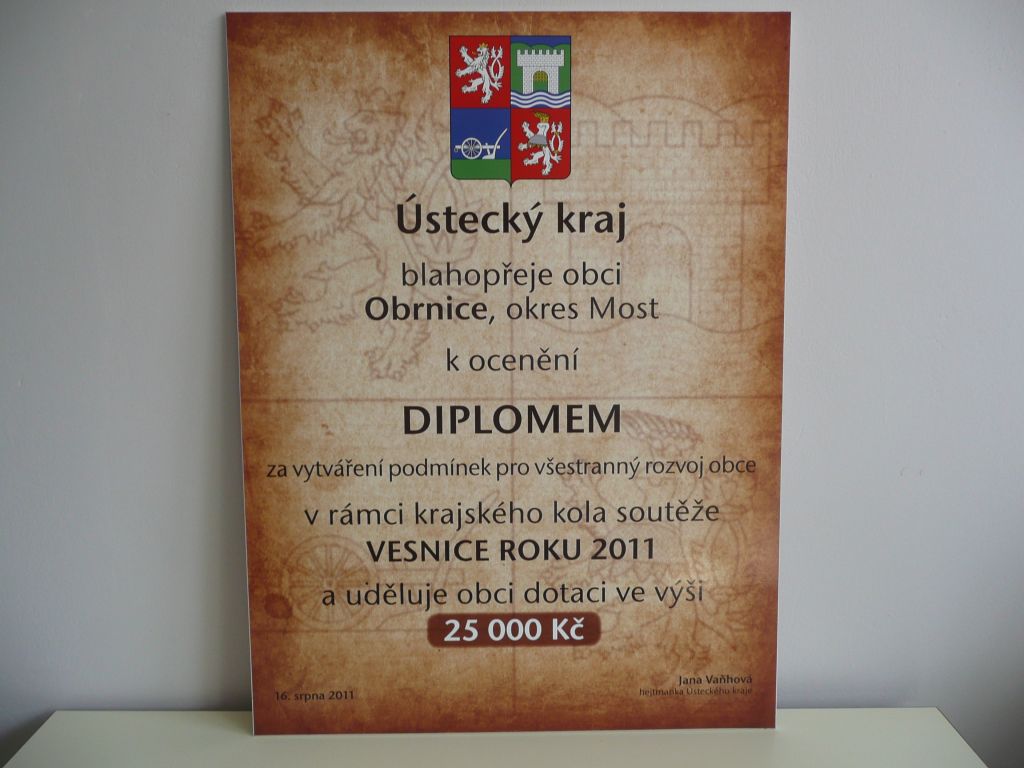 Ústecký kraj
blahopřeje obci
Obrnice, okres Most
k ocenění
DIPLOMEM
za vytváření podmínek pro všestranný rozvoj obce
v rámci krajského kola soutěže
VESNICE ROKU 2011
a uděluje obci dotaci ve výši
25 000 Kč
Jana Vaňhová
hejtmanka Ústeckého kraje
16. srpna 2011